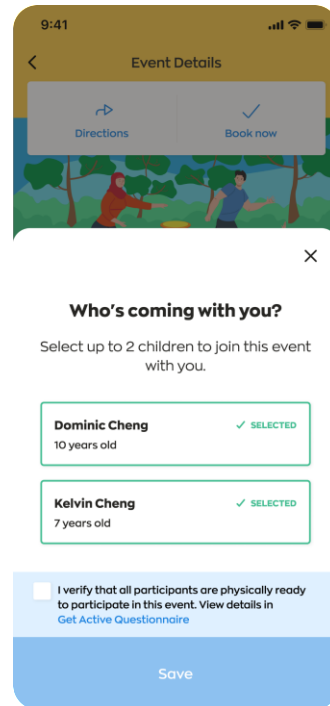 9:41
Event Details
Directions
Book now
Who's coming with you?
Select up to 2 children to join this event
with you.
Dominic Cheng
✓ SELECTED
10 years old
Kelvin Cheng
✓ SELECTED
7 years old
I verify that all participants are physically ready
to participate in this event. View details in
Get Active Questionnaire
Save